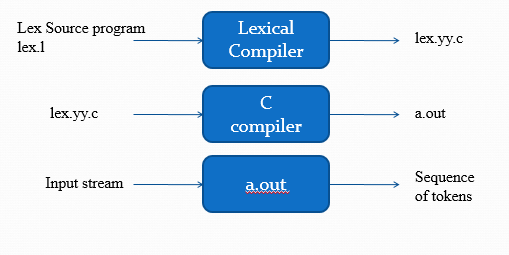 Lex Source program
lex.l
Lexical
Compiler
lex.yy.c
lex.yy.c
C
compiler
a.out
Input stream
a.out
Sequence
of tokens